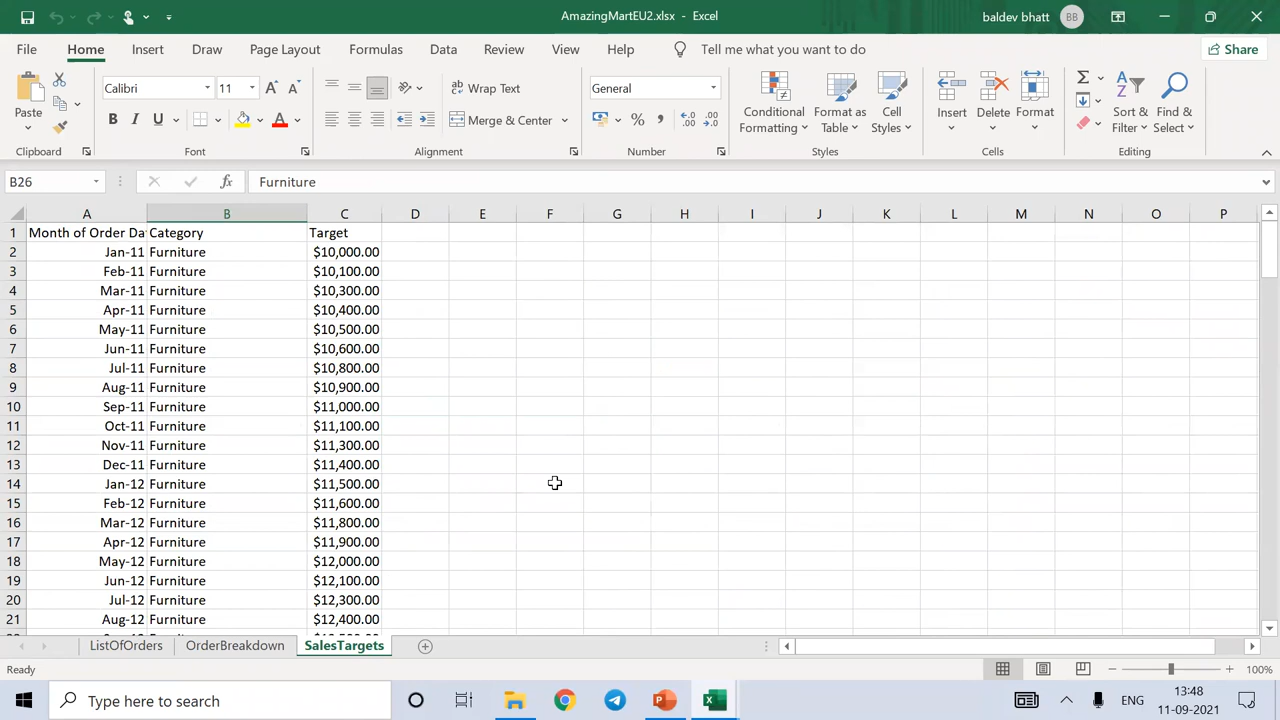 AmazingMartEU2.xlsx - Excel
baldev bhatt BB
File Home Insert Draw Page Layout Formulas Data Review View Help Tell me what you want to do Share
Calibri 11 Wrap Text General
Paste B I U Merge & Center % , Conditional Formatting Format as Table Cell Styles Insert Delete Format Sort & Filter Find & Select
Clipboard Font Alignment Number Styles Cells Editing
B26 fx Furniture
A B C D E F G H I J K L M N O P
1 Month of Order Da Category Target
2 Jan-11 Furniture $10,000.00
3 Feb-11 Furniture $10,100.00
4 Mar-11 Furniture $10,300.00
5 Apr-11 Furniture $10,400.00
6 May-11 Furniture $10,500.00
7 Jun-11 Furniture $10,600.00
8 Jul-11 Furniture $10,800.00
9 Aug-11 Furniture $10,900.00
10 Sep-11 Furniture $11,000.00
11 Oct-11 Furniture $11,100.00
12 Nov-11 Furniture $11,300.00
13 Dec-11 Furniture $11,400.00
14 Jan-12 Furniture $11,500.00
15 Feb-12 Furniture $11,600.00
16 Mar-12 Furniture $11,800.00
17 Apr-12 Furniture $11,900.00
18 May-12 Furniture $12,000.00
19 Jun-12 Furniture $12,100.00
20 Jul-12 Furniture $12,300.00
21 Aug-12 Furniture $12,400.00
ListOfOrders OrderBreakdown SalesTargets
Ready 100%
Type here to search ENG 13:48
11-09-2021